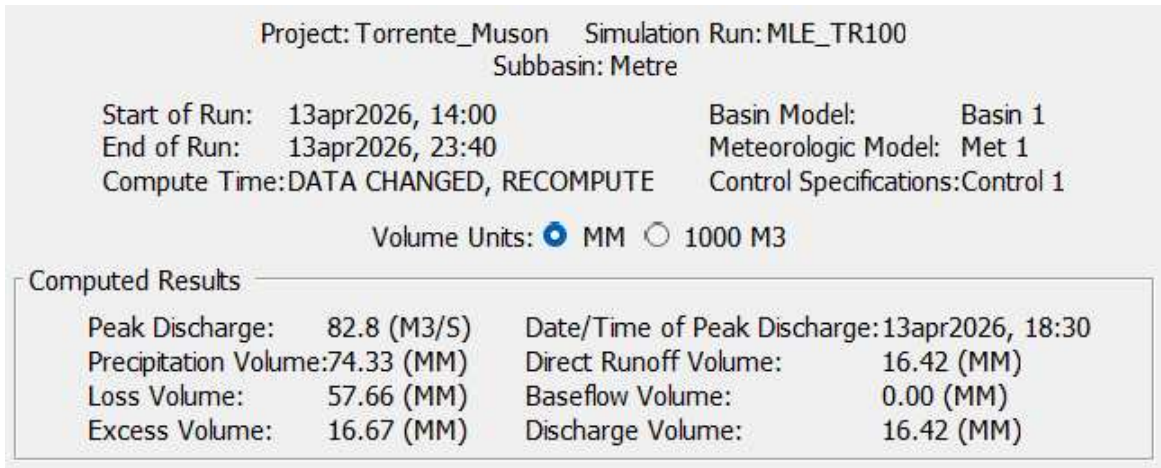 Project: Torrente_Muson Simulation Run: MLE_TR100
Subbasin: Metre
Start of Run: 13apr2026, 14:00 Basin Model: Basin 1
End of Run: 13apr2026, 23:40 Meteorologic Model: Met 1
Compute Time:DATA CHANGED, RECOMPUTE Control Specifications:Control 1
Volume Units: MM 1000 M3
Computed Results
Peak Discharge: 82.8 (M3/S) Date/Time of Peak Discharge:13apr2026, 18:30
Precipitation Volume:74.33 (MM) Direct Runoff Volume: 16.42 (MM)
Loss Volume: 57.66 (MM) Baseflow Volume: 0.00 (MM)
Excess Volume: 16.67 (MM) Discharge Volume: 16.42 (MM)